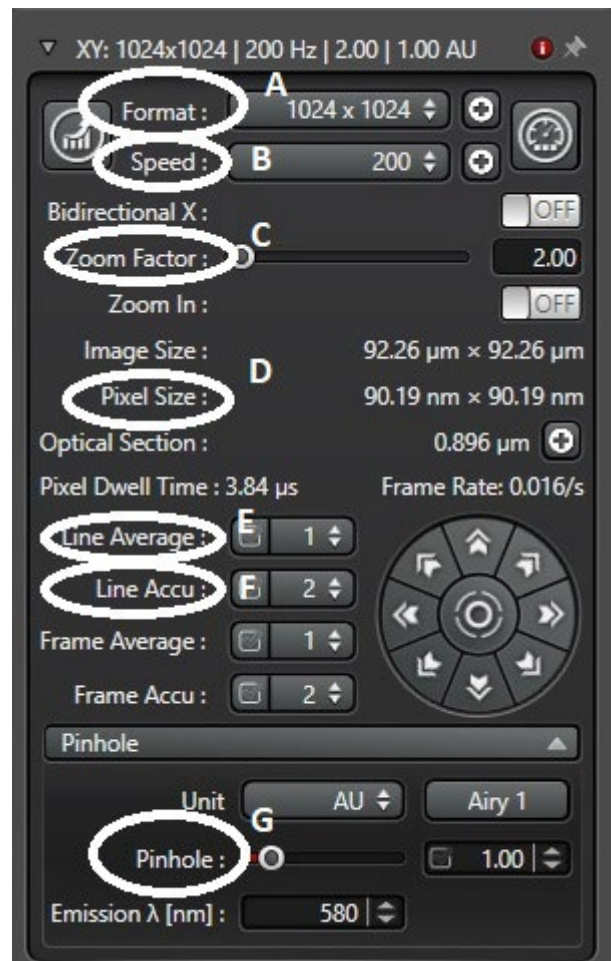 XY: 1024x1024 | 200 Hz | 2.00 | 1.00 AU
A
Format : 1024 x 1024
Speed : B 200
Bidirectional X : OFF
C
Zoom Factor : 2.00
Zoom In : OFF
Image Size : 92.26 µm × 92.26 µm
D
Pixel Size : 90.19 nm × 90.19 nm
Optical Section : 0.896 µm
Pixel Dwell Time : 3.84 µs Frame Rate: 0.016/s
Line Average : E 1
Line Accu : F 2
Frame Average : 1
Frame Accu : 2
Pinhole
Unit AU Airy 1
G
Pinhole : 1.00
Emission λ [nm] : 580